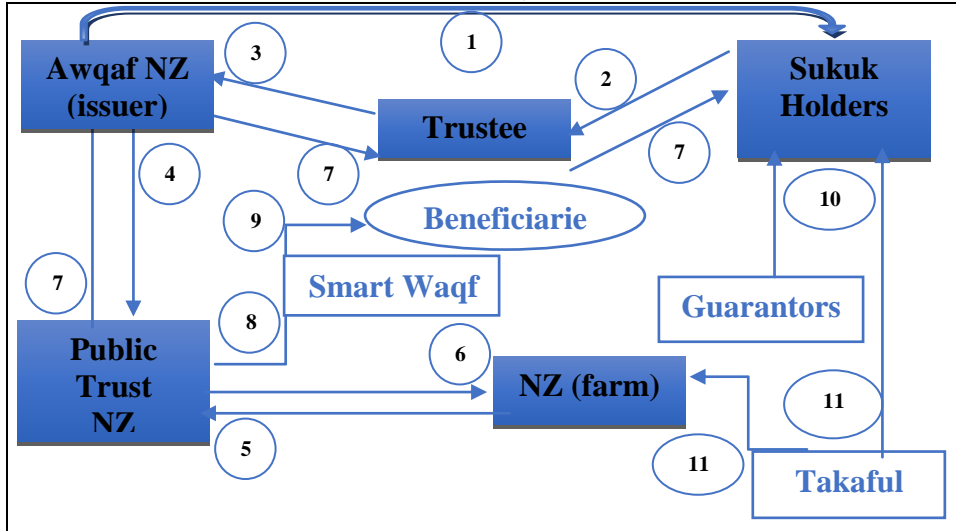 1
3
Awqaf NZ
(issuer)
Sukuk
Holders
2
Trustee
4
7
7
10
9
Beneficiarie
7
Smart Waqf
Guarantors
8
Public
Trust
NZ
6
NZ (farm)
11
5
11
Takaful